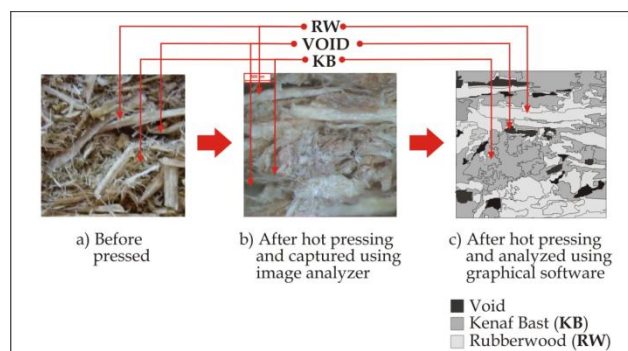 RW
VOID
KB
a) Before
pressed
b) After hot pressing
and captured using
image analyzer
c) After hot pressing
and analyzed using
graphical software
Void
Kenaf Bast (KB)
Rubberwood (RW)